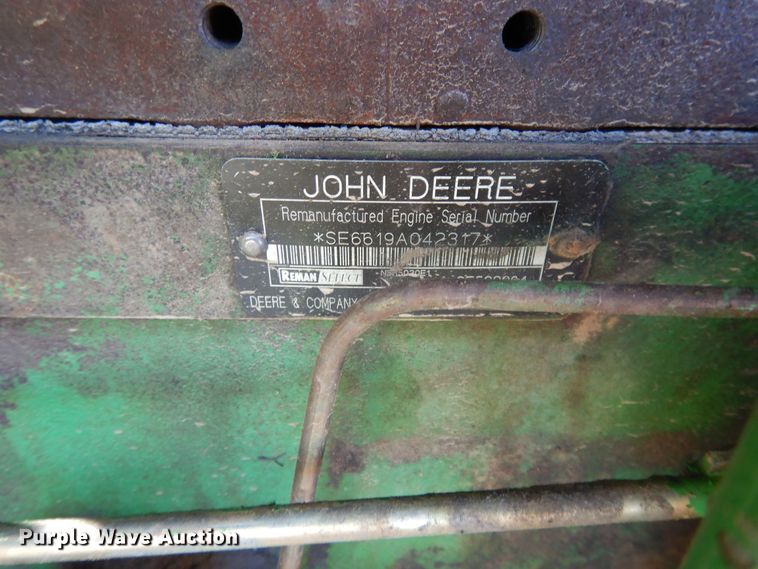 JOHN DEERE
Remanufactured Engine Serial Number
*SE6619A042317*
REMAN SELECT
DEERE & COMPANY
Purple Wave Auction